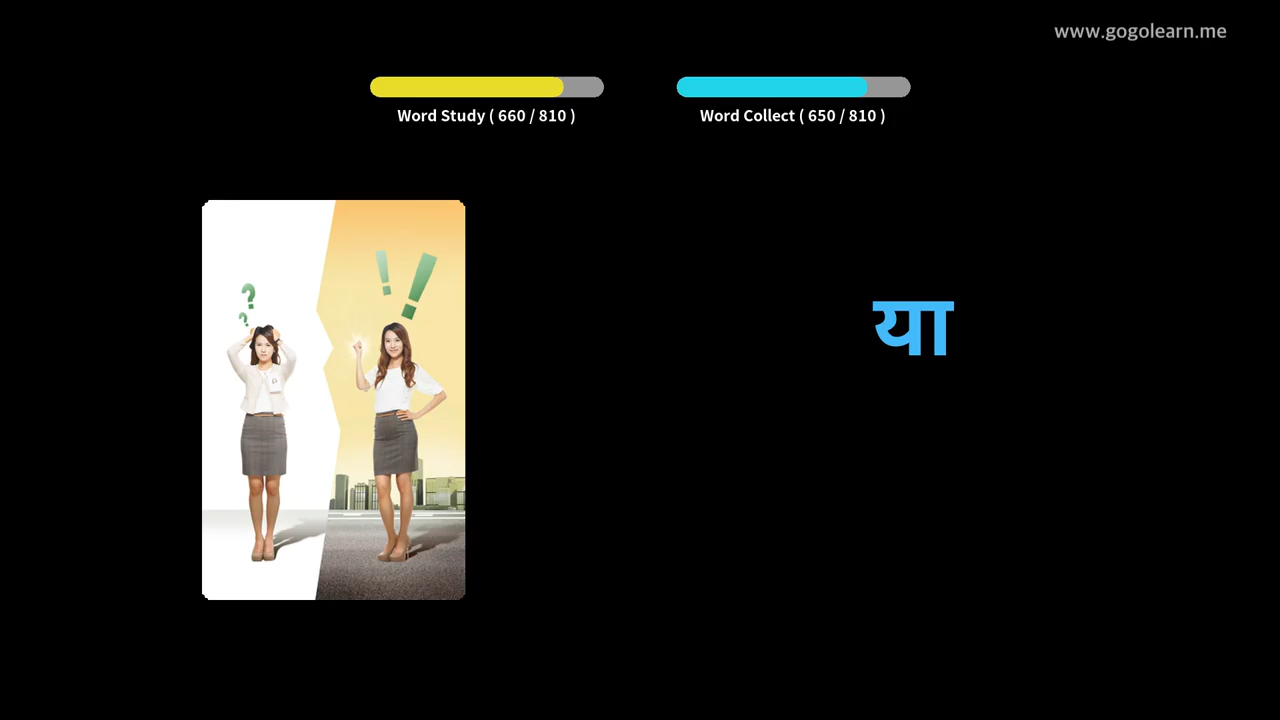 www.gogolearn.me
Word Study ( 660 / 810 )
Word Collect ( 650 / 810 )
? ? ! !
या